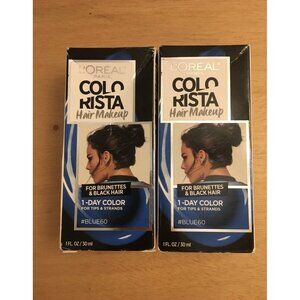 L'ORÉAL
PARIS
COLO
RISTA
Hair Makeup
FOR BRUNETTES
& BLACK HAIR
1-DAY COLOR
FOR TIPS & STRANDS
#BLUE60
1 FL. OZ / 30 ml
L'ORÉAL
PARIS
COLO
RISTA
Hair Makeup
FOR BRUNETTES
& BLACK HAIR
1-DAY COLOR
FOR TIPS & STRANDS
#BLUE60
1 FL. OZ / 30 ml